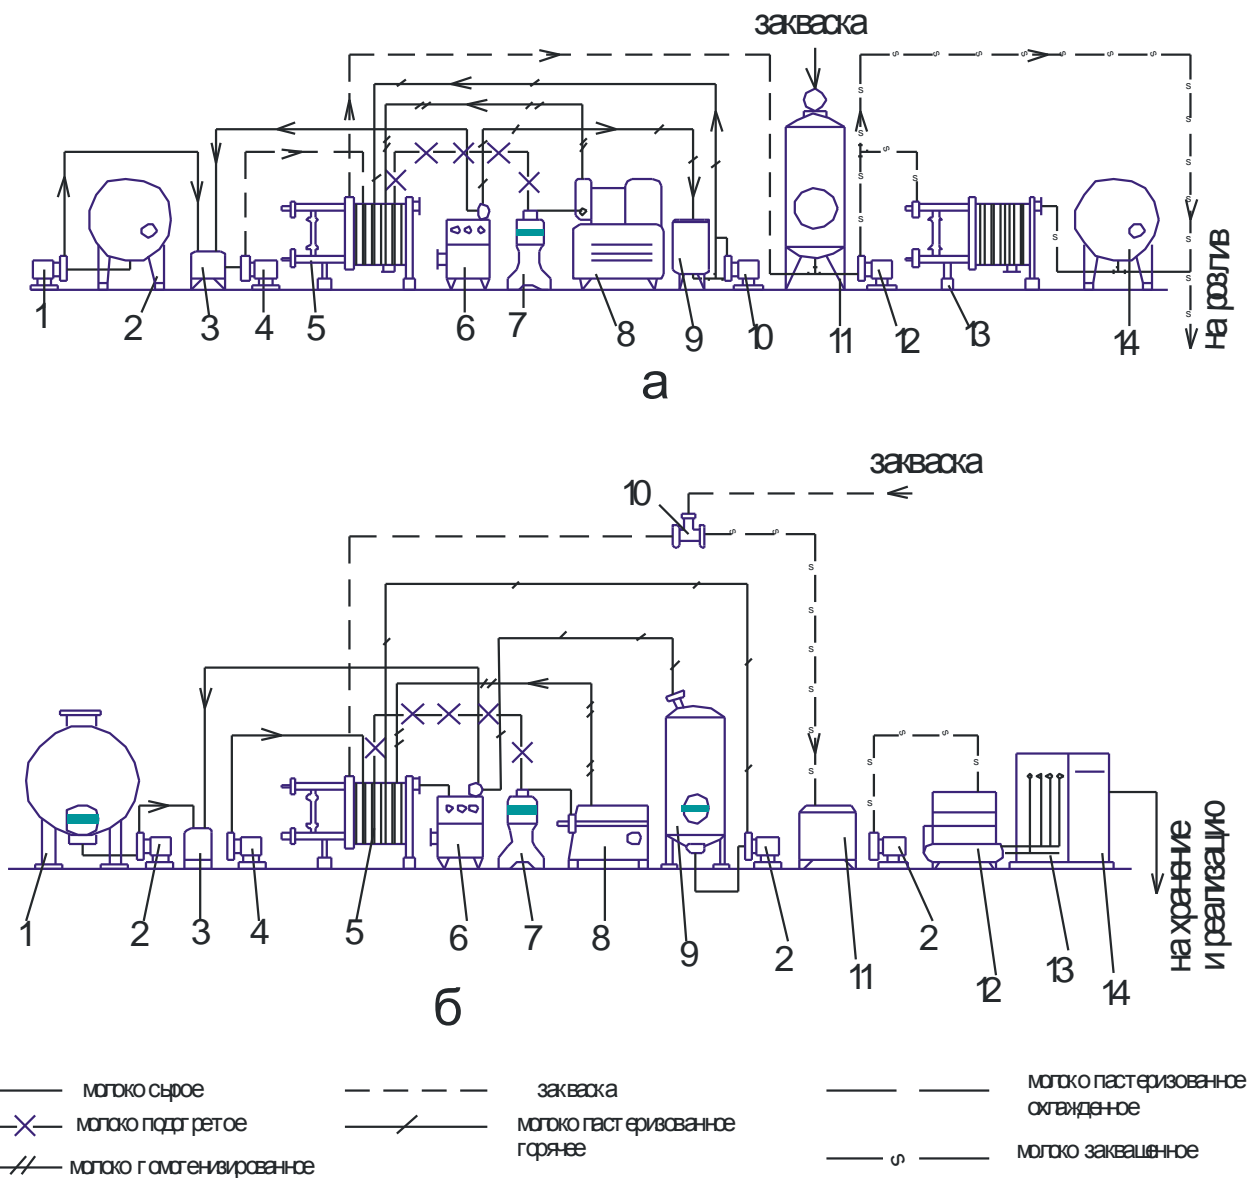 закваска
на розлив
1 2 3 4 5 6 7 8 9 10 11 12 13 14
а
закваска
10
на хранение
и реализацию
1 2 3 4 5 6 7 8 9 2 11 2 12 13 14
б
молоко сырое
молоко подогретое
молоко гомогенизированное
закваска
молоко пастеризованное
горячее
молоко пастеризованное
охлажденное
s молоко заквашенное